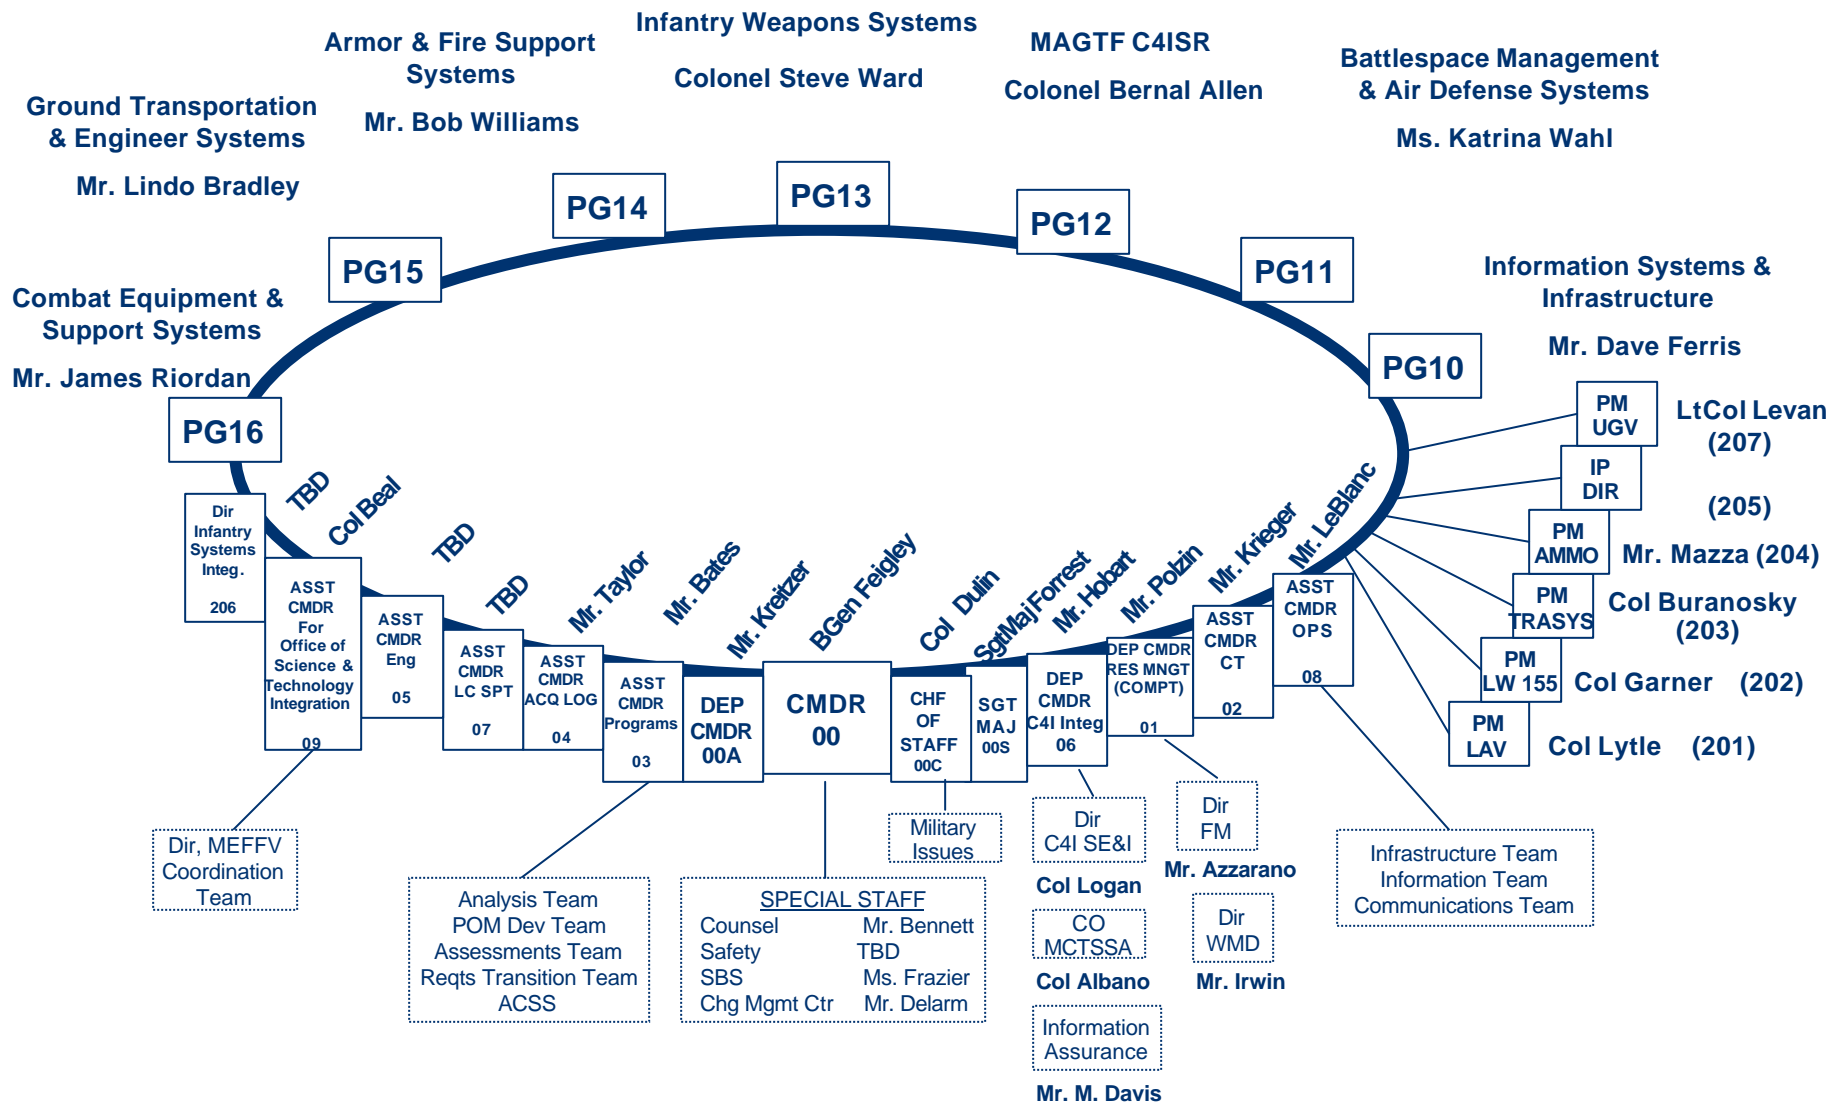 Infantry Weapons Systems
Colonel Steve Ward
Armor & Fire Support
Systems
Mr. Bob Williams
MAGTF C4ISR
Colonel Bernal Allen
Battlespace Management
& Air Defense Systems
Ms. Katrina Wahl
Ground Transportation
& Engineer Systems
Mr. Lindo Bradley
Combat Equipment &
Support Systems
Mr. James Riordan
Information Systems &
Infrastructure
Mr. Dave Ferris
PG16
PG15
PG14
PG13
PG12
PG11
PG10
PM
UGV
LtCol Levan
(207)
IP
DIR
(205)
PM
AMMO
Mr. Mazza (204)
PM
TRASYS
Col Buranosky
(203)
PM
LW 155
Col Garner (202)
PM
LAV
Col Lytle (201)
TBD
Col Beal
TBD
TBD
Mr. Taylor
Mr. Bates
Mr. Kreitzer
BGen Feigley
Col Dulin
SgtMaj Forrest
Mr. Hobart
Mr. Polzin
Mr. Krieger
Mr. LeBlanc
Dir
Infantry
Systems
Integ.
206
ASST
CMDR
For
Office of
Science &
Technology
Integration
09
ASST
CMDR
Eng
05
ASST
CMDR
LC SPT
07
ASST
CMDR
ACQ LOG
04
ASST
CMDR
Programs
03
DEP
CMDR
00A
CMDR
00
CHF
OF
STAFF
00C
SGT
MAJ
00S
DEP
CMDR
C4I Integ
06
DEP CMDR
RES MNGT
(COMPT)
01
ASST
CMDR
CT
02
ASST
CMDR
OPS
08
Dir, MEFFV
Coordination
Team
Analysis Team
POM Dev Team
Assessments Team
Reqts Transition Team
ACSS
SPECIAL STAFF
Counsel Mr. Bennett
Safety TBD
SBS Ms. Frazier
Chg Mgmt Ctr Mr. Delarm
Military
Issues
Dir
C4I SE&I
Col Logan
CO
MCTSSA
Col Albano
Information
Assurance
Mr. M. Davis
Dir
FM
Mr. Azzarano
Dir
WMD
Mr. Irwin
Infrastructure Team
Information Team
Communications Team